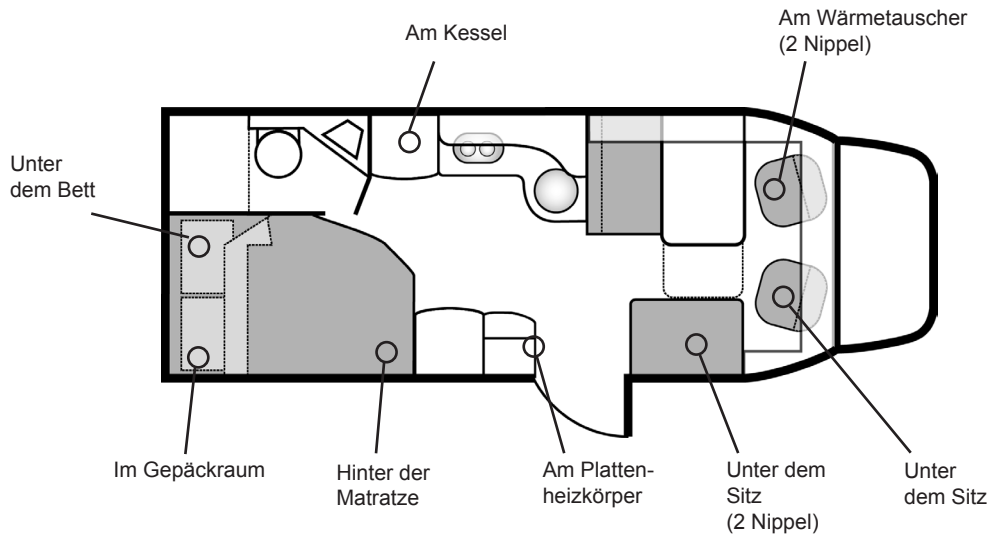 Am Wärmetauscher
(2 Nippel)
Am Kessel
Unter
dem Bett
Im Gepäckraum
Hinter der
Matratze
Am Platten-
heizkörper
Unter dem
Sitz
(2 Nippel)
Unter
dem Sitz